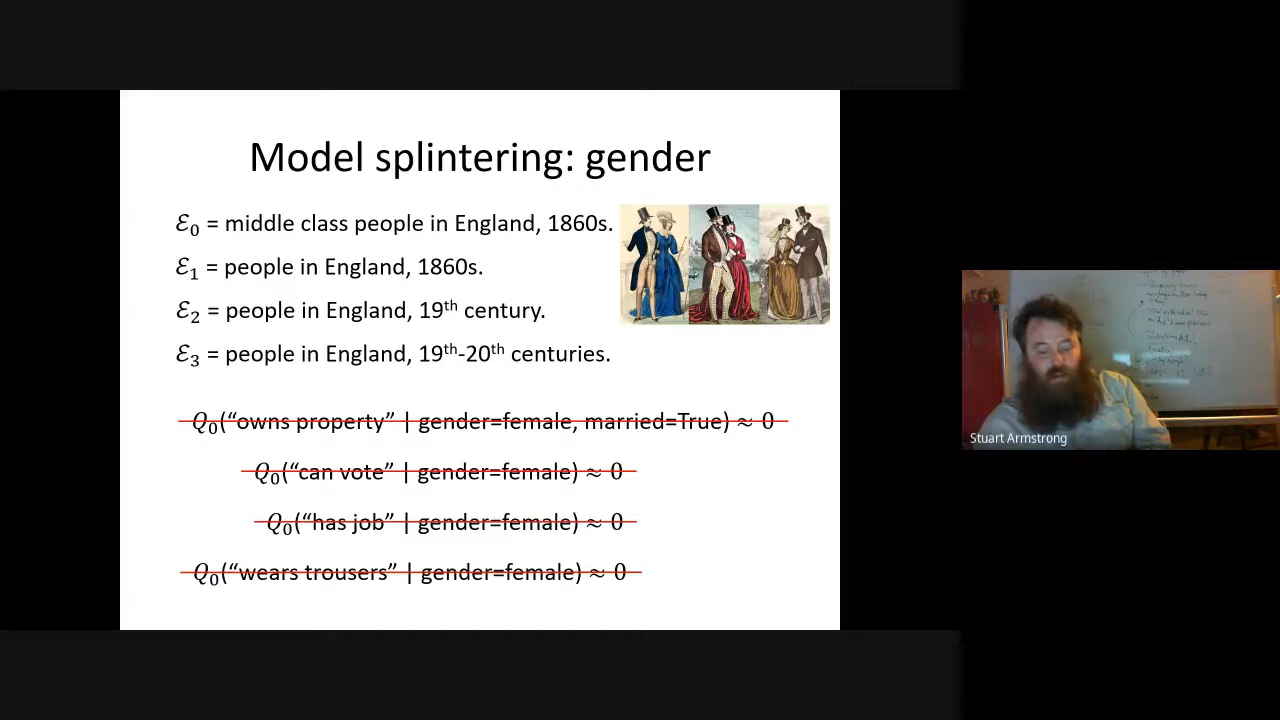 Model splintering: gender
ℰ₀ = middle class people in England, 1860s.
ℰ₁ = people in England, 1860s.
ℰ₂ = people in England, 19ᵗʰ century.
ℰ₃ = people in England, 19ᵗʰ-20ᵗʰ centuries.
Q₀(“owns property” | gender=female, married=True) ≈ 0
Q₀(“can vote” | gender=female) ≈ 0
Q₀(“has job” | gender=female) ≈ 0
Q₀(“wears trousers” | gender=female) ≈ 0
Stuart Armstrong